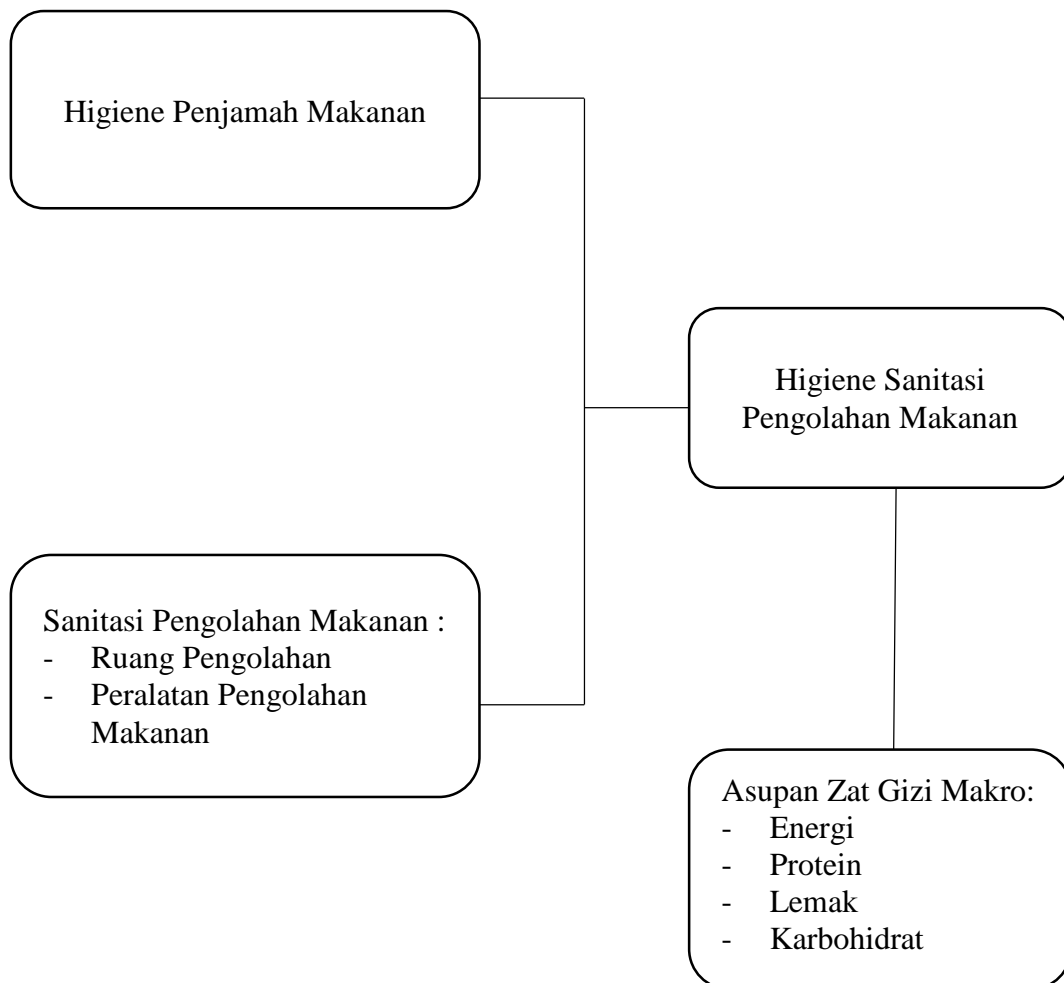 Higiene Penjamah Makanan
Higiene Sanitasi
Pengolahan Makanan
Sanitasi Pengolahan Makanan :
- Ruang Pengolahan
- Peralatan Pengolahan
Makanan
Asupan Zat Gizi Makro:
- Energi
- Protein
- Lemak
- Karbohidrat